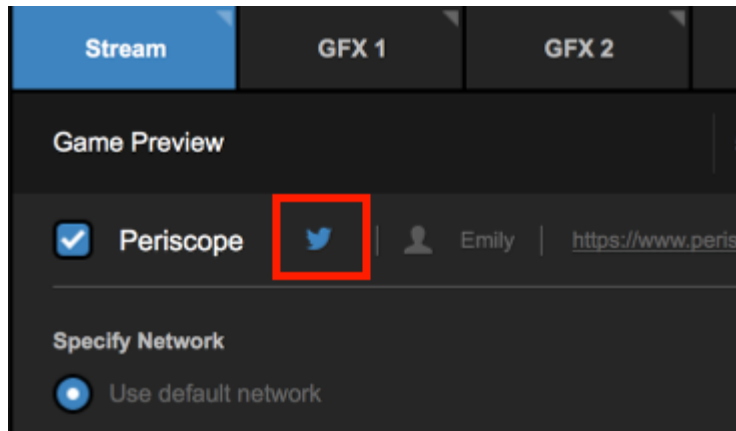 Stream GFX 1 GFX 2
Game Preview
Periscope | Emily | https://www.peris
Specify Network
Use default network